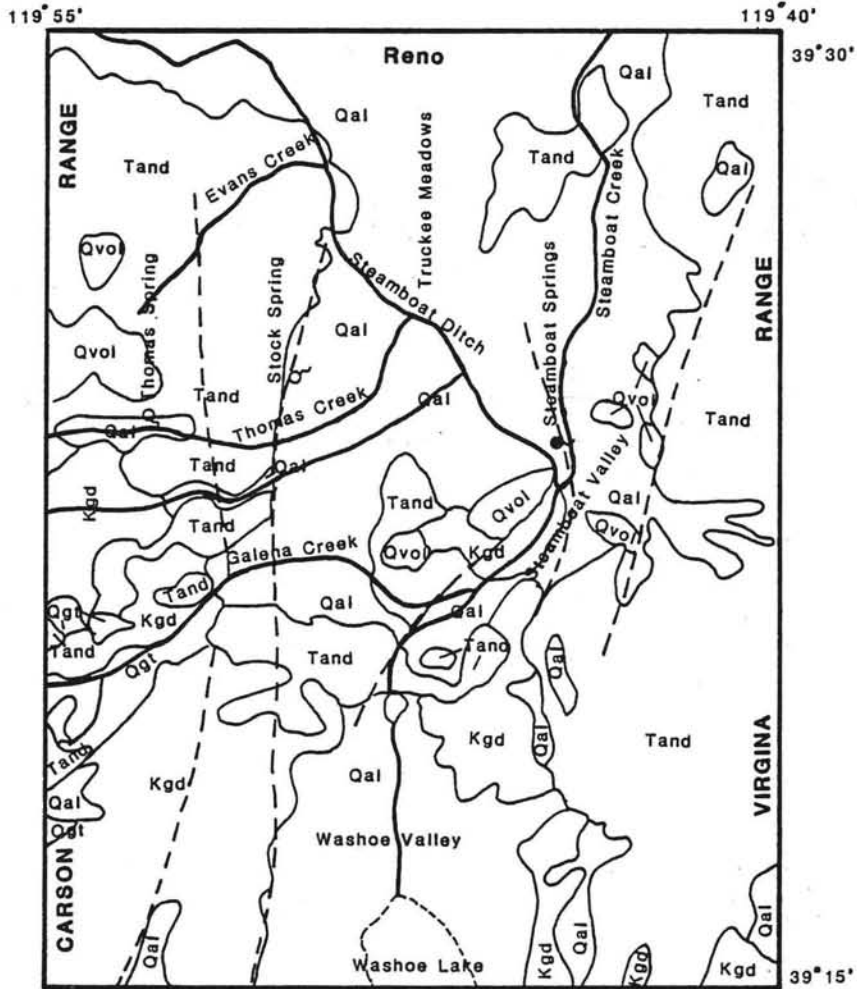 119° 55'
119° 40'
39° 30'
Reno
Qal
RANGE
Tand
Qal
Tand
Evans Creek
Truckee Meadows
Tand
Qal
Steamboat Creek
Qvol
Thomas Spring
Stock Spring
Steamboat Ditch
Steamboat Springs
RANGE
Qvol
Qal
Tand
Thomas Creek
Qal
Qvol
Tand
Qal
Tand
Qal
Kgd
Tand
Qvol
Steamboat Valley
Qal
Tand
Galena Creek
Qvol
Kgd
Qvol
Qgt
Kgd
Tand
Qal
Qal
Tand
Qgt
Tand
Tand
Qal
Tand
Kgd
Qal
Tand
Kgd
Qal
VIRGINA
Qal
Qgt
Washoe Valley
CARSON
Qal
Washoe Lake
Kgd
Qal
Kgd
Qal
Kgd
39° 15'